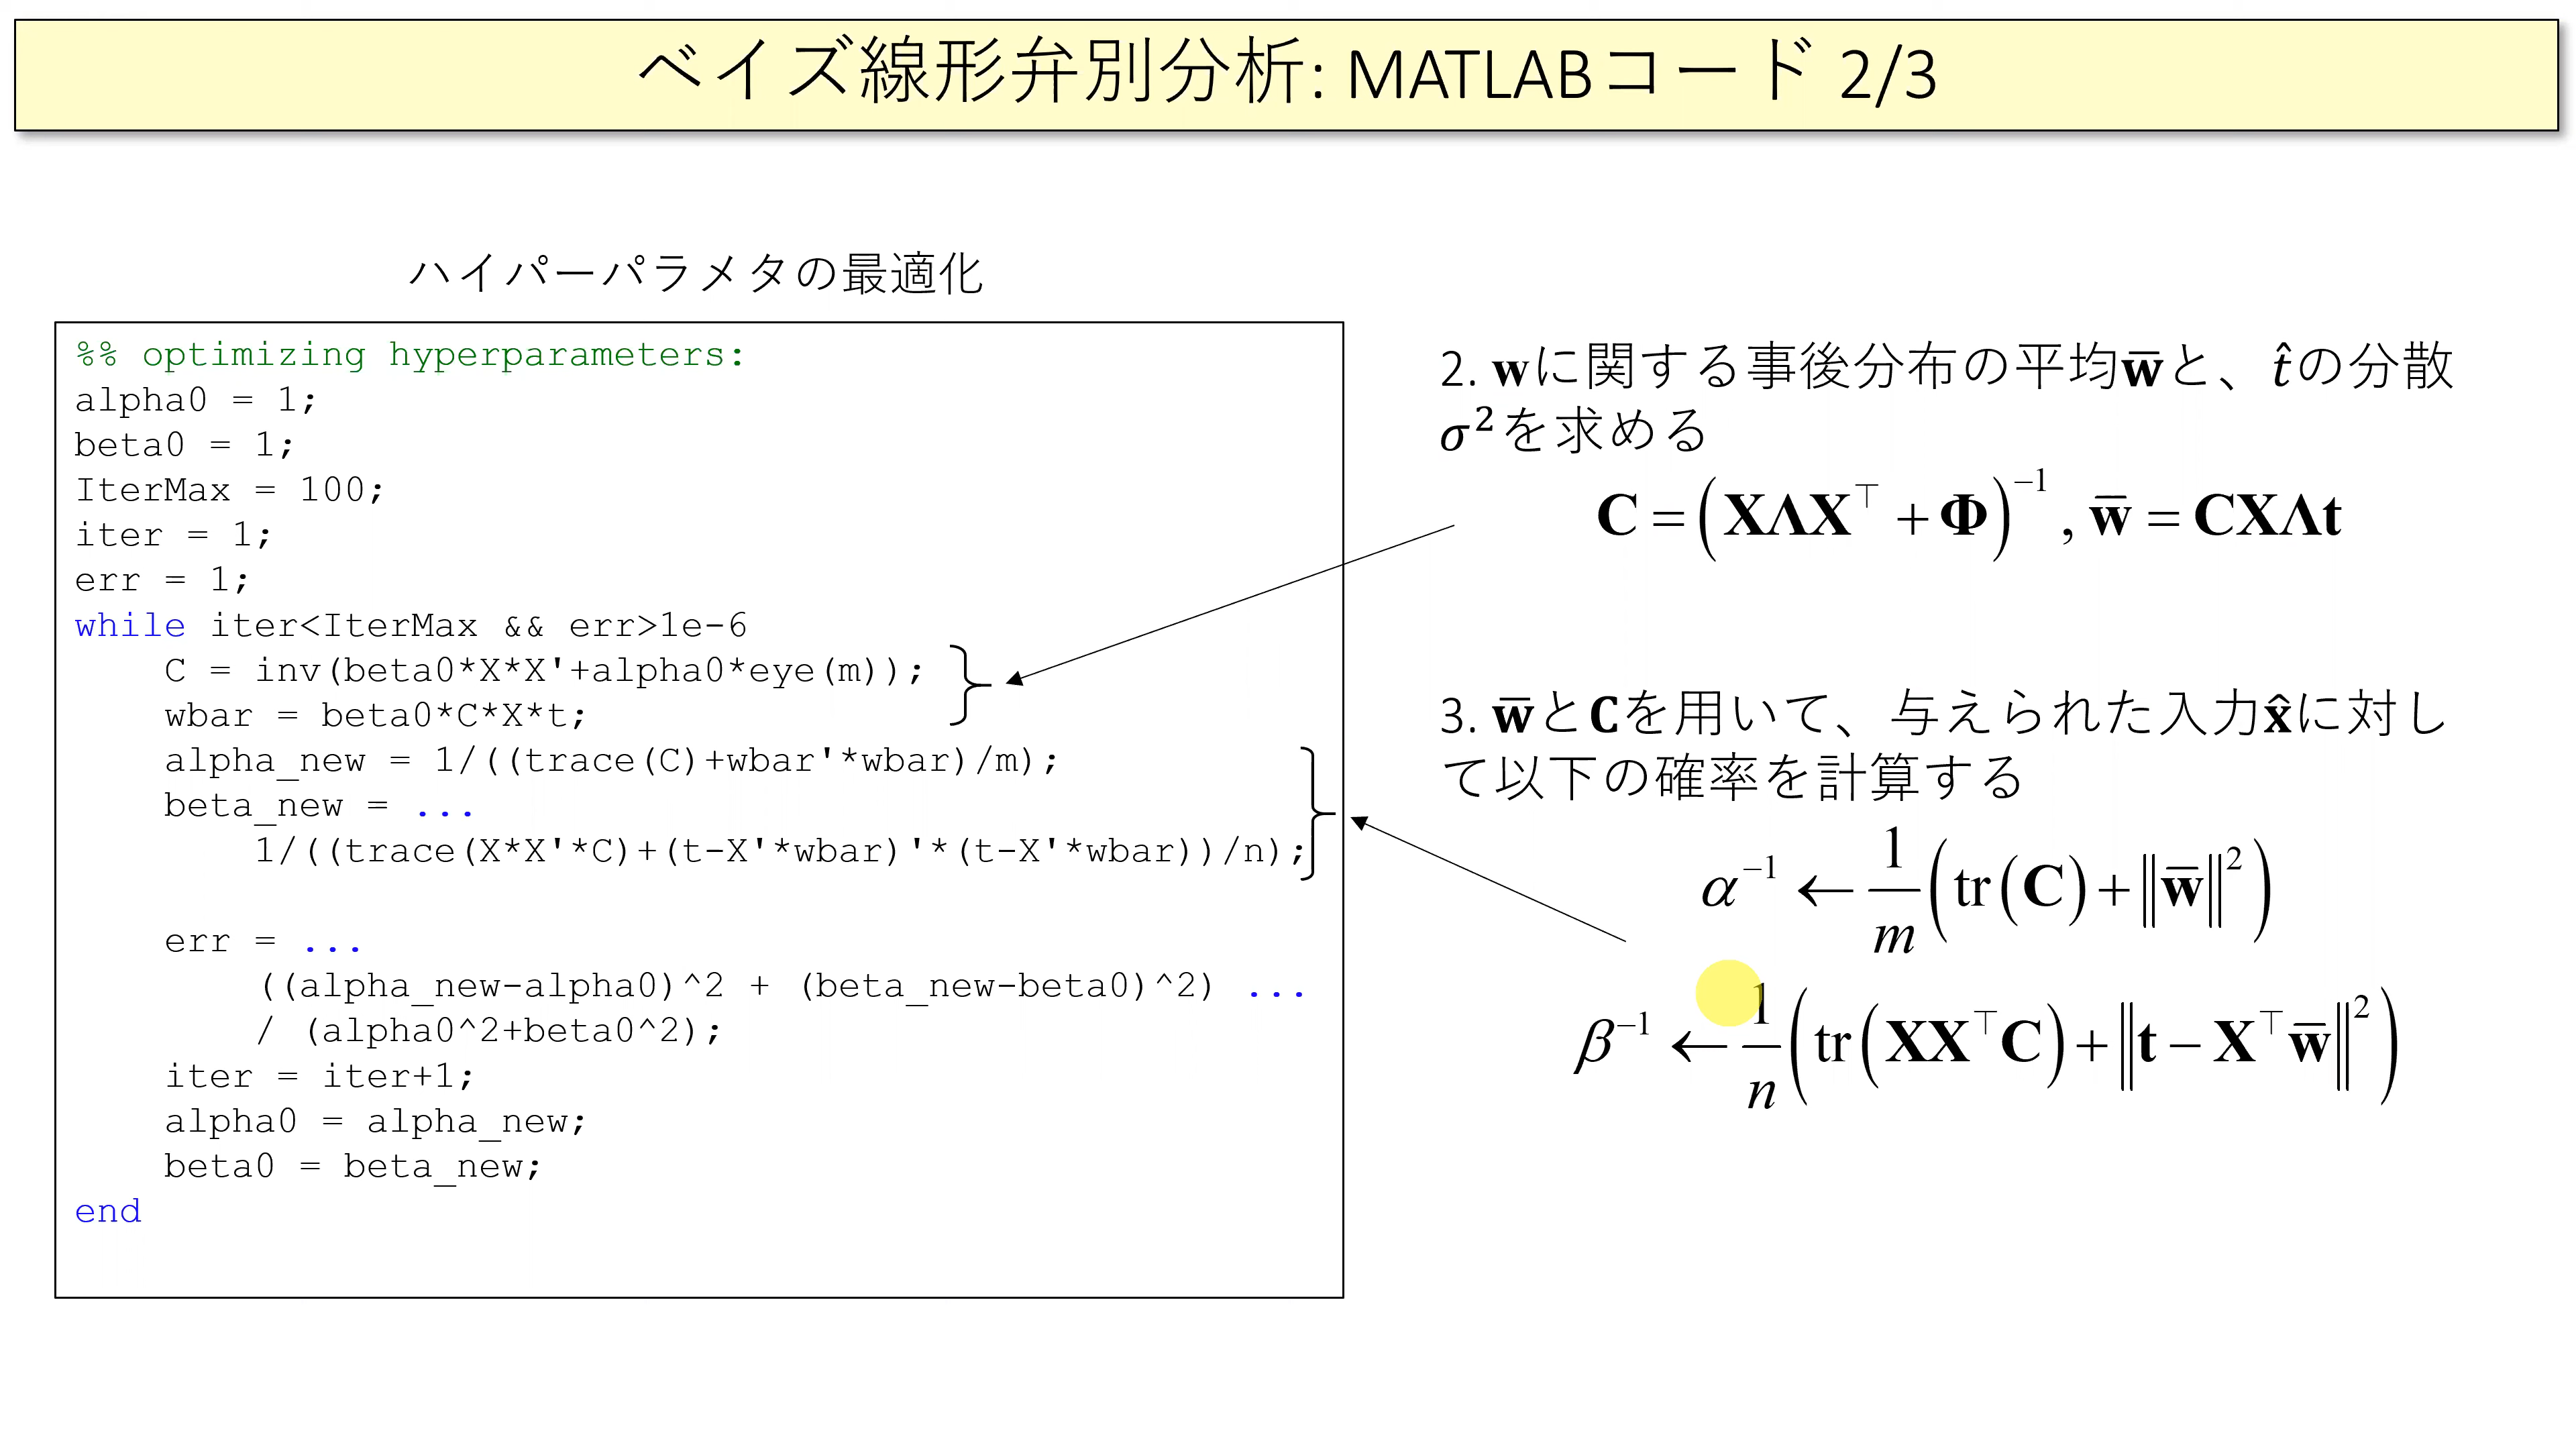 ベイズ線形弁別分析: MATLABコード 2/3
ハイパーパラメタの最適化
%% optimizing hyperparameters:
alpha0 = 1;
beta0 = 1;
IterMax = 100;
iter = 1;
err = 1;
while iter<IterMax && err>1e-6
    C = inv(beta0*X*X'+alpha0*eye(m));
    wbar = beta0*C*X*t;
    alpha_new = 1/((trace(C)+wbar'*wbar)/m);
    beta_new = ...
        1/((trace(X*X'*C)+(t-X'*wbar)'*(t-X'*wbar))/n);
    err = ...
        ((alpha_new-alpha0)^2 + (beta_new-beta0)^2) ...
        / (alpha0^2+beta0^2);
    iter = iter+1;
    alpha0 = alpha_new;
    beta0 = beta_new;
end
2. 𝐰に関する事後分布の平均𝐰̅と、t̂の分散
σ²を求める
C = (XΛX⊤ + Φ)⁻¹, w̅ = CXΛt
3. w̅とCを用いて、与えられた入力x̂に対し
て以下の確率を計算する
α⁻¹ ← 1/m (tr(C) + ‖w̅‖²)
β⁻¹ ← 1/n (tr(XX⊤C) + ‖t − X⊤w̅‖²)